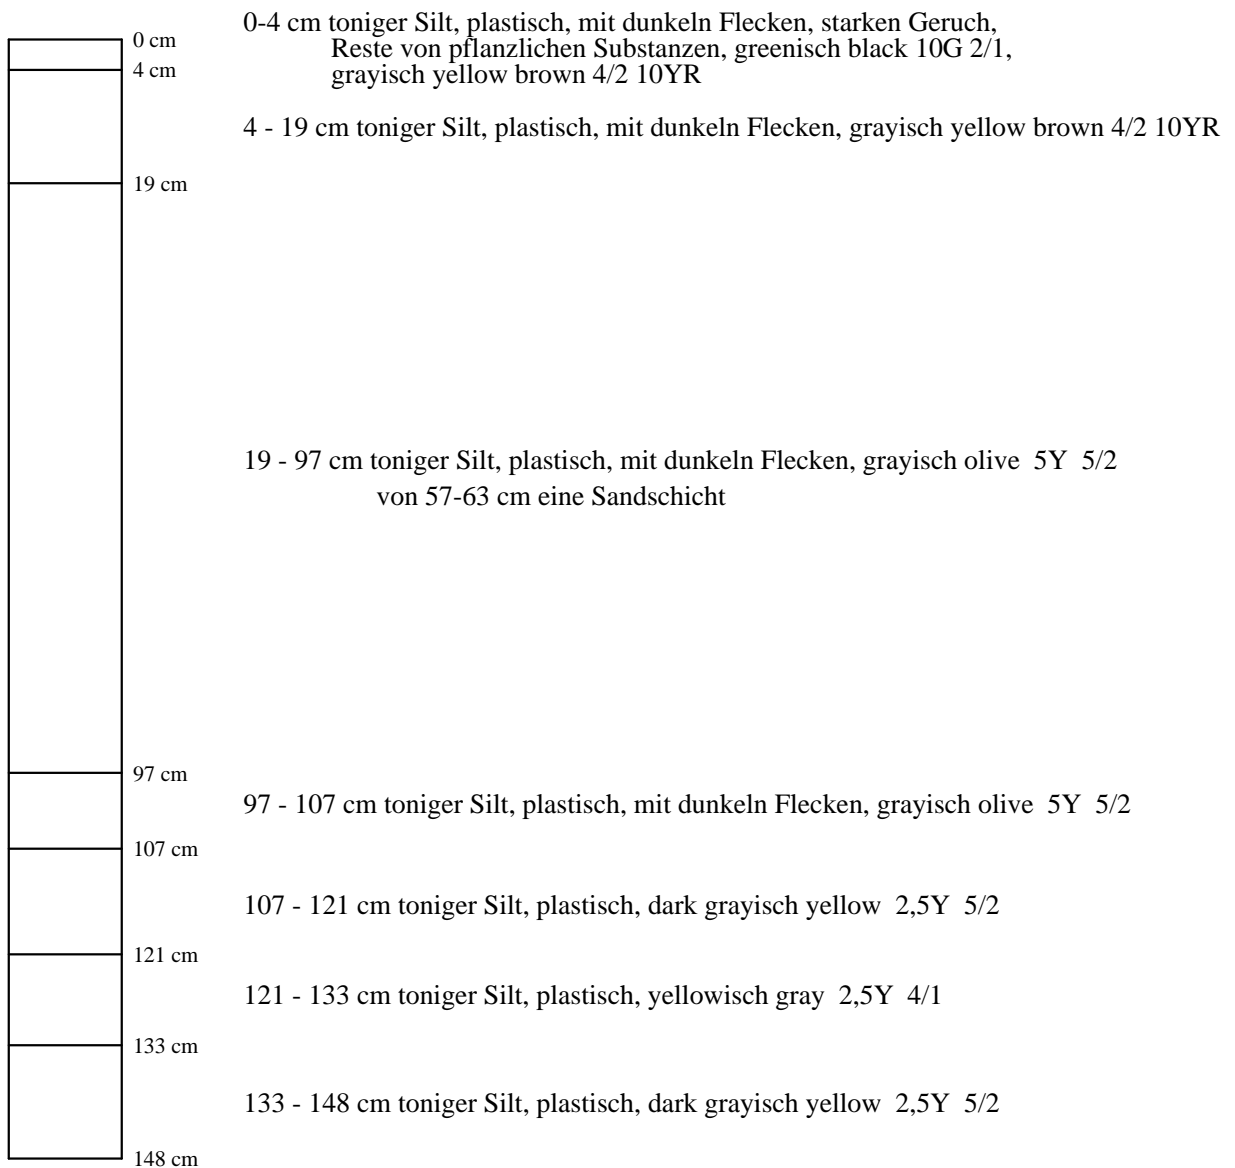 0-4 cm toniger Silt, plastisch, mit dunkeln Flecken, starken Geruch,
Reste von pflanzlichen Substanzen, greenisch black 10G 2/1,
grayisch yellow brown 4/2 10YR
0 cm
4 cm
4 - 19 cm toniger Silt, plastisch, mit dunkeln Flecken, grayisch yellow brown 4/2 10YR
19 cm
19 - 97 cm toniger Silt, plastisch, mit dunkeln Flecken, grayisch olive 5Y 5/2
von 57-63 cm eine Sandschicht
97 cm
97 - 107 cm toniger Silt, plastisch, mit dunkeln Flecken, grayisch olive 5Y 5/2
107 cm
107 - 121 cm toniger Silt, plastisch, dark grayisch yellow 2,5Y 5/2
121 cm
121 - 133 cm toniger Silt, plastisch, yellowisch gray 2,5Y 4/1
133 cm
133 - 148 cm toniger Silt, plastisch, dark grayisch yellow 2,5Y 5/2
148 cm